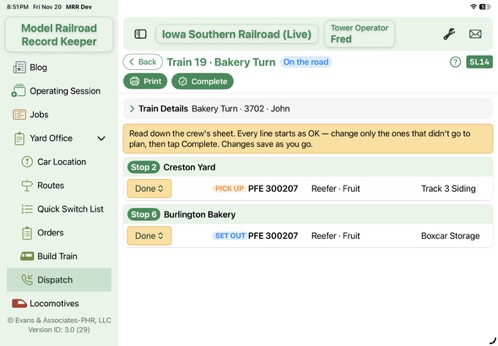 8:51PM Fri Nov 20 MRR Dev
Model Railroad
Record Keeper
Blog
Operating Session
Jobs
Yard Office
Car Location
Routes
Quick Switch List
Orders
Build Train
Dispatch
Locomotives
© Evans & Associates-PHR, LLC
Version ID: 3.0 (29)
Iowa Southern Railroad (Live)
Tower Operator
Fred
Back
Train 19 · Bakery Turn
On the road
?
SL14
Print
Complete
Train Details Bakery Turn · 3702 · John
Read down the crew's sheet. Every line starts as OK — change only the ones that didn't go to
plan, then tap Complete. Changes save as you go.
Stop 2 Creston Yard
Done PICK UP PFE 300207 Reefer · Fruit Track 3 Siding
Stop 6 Burlington Bakery
Done SET OUT PFE 300207 Reefer · Fruit Boxcar Storage